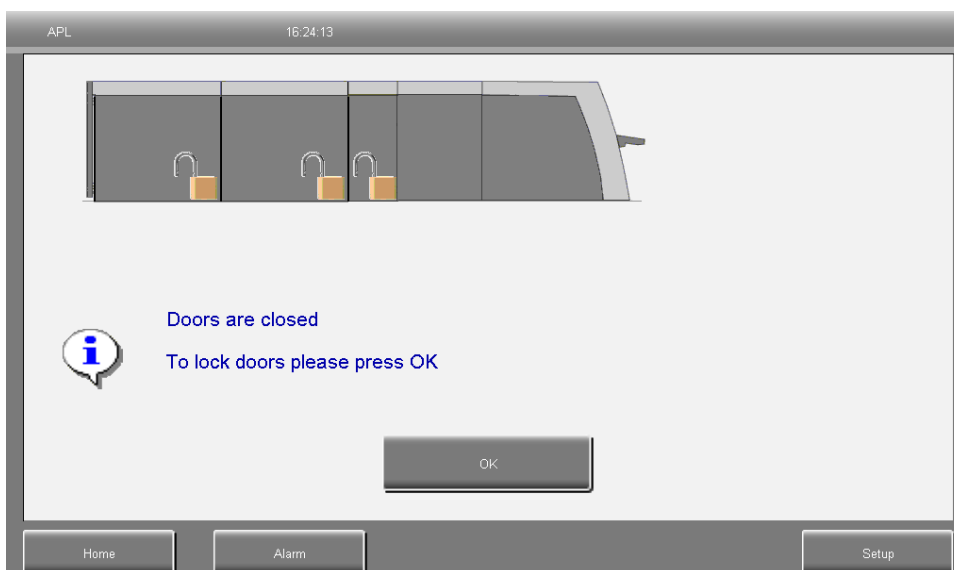 APL 16:24:13
Doors are closed
To lock doors please press OK
OK
Home Alarm Setup